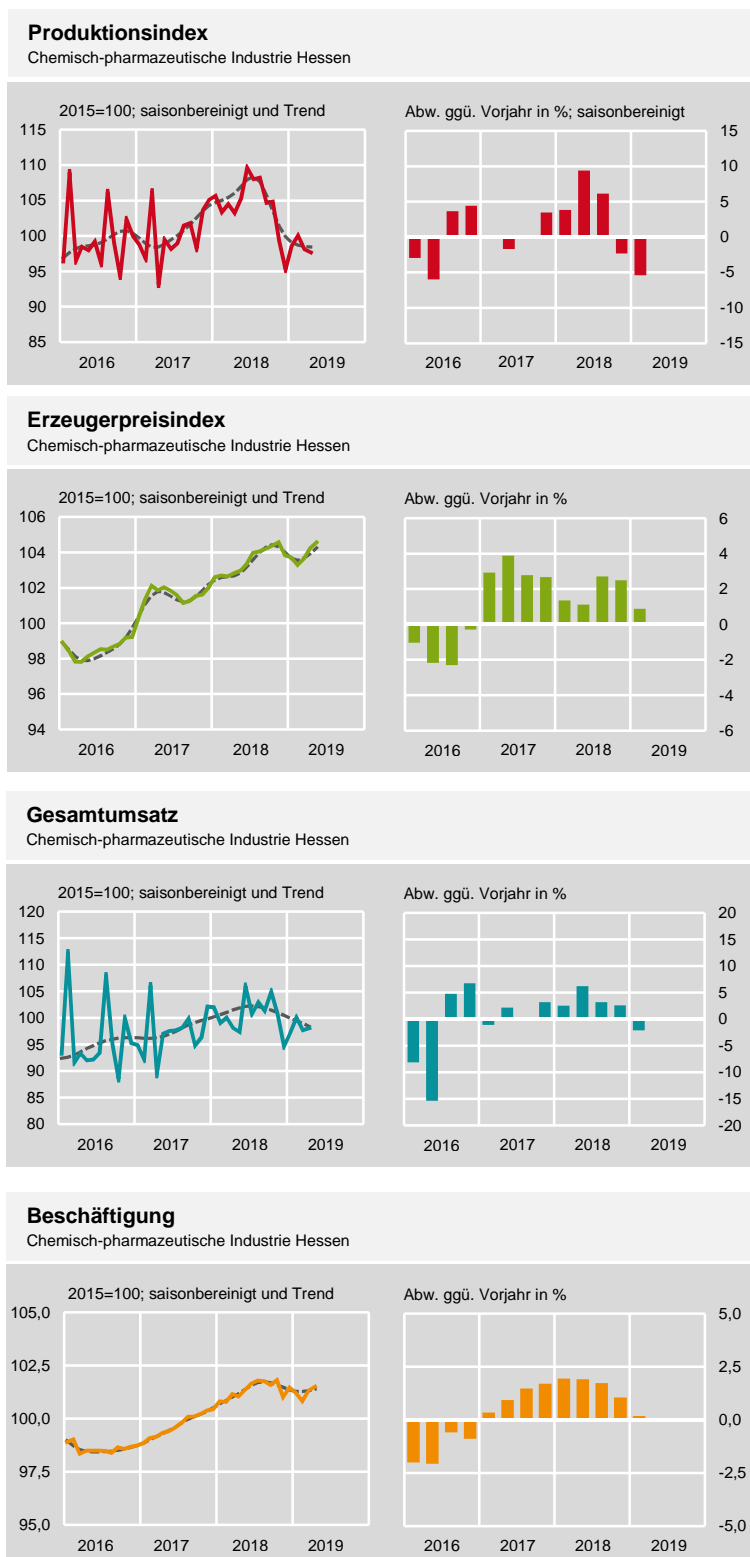 Produktionsindex
Chemisch-pharmazeutische Industrie Hessen
2015=100; saisonbereinigt und Trend
115
110
105
100
95
90
85
2016 2017 2018 2019
Abw. ggü. Vorjahr in %; saisonbereinigt
15
10
5
0
-5
-10
-15
2016 2017 2018 2019
Erzeugerpreisindex
Chemisch-pharmazeutische Industrie Hessen
2015=100; saisonbereinigt und Trend
106
104
102
100
98
96
94
2016 2017 2018 2019
Abw. ggü. Vorjahr in %
6
4
2
0
-2
-4
-6
2016 2017 2018 2019
Gesamtumsatz
Chemisch-pharmazeutische Industrie Hessen
2015=100; saisonbereinigt und Trend
120
115
110
105
100
95
90
85
80
2016 2017 2018 2019
Abw. ggü. Vorjahr in %
20
15
10
5
0
-5
-10
-15
-20
2016 2017 2018 2019
Beschäftigung
Chemisch-pharmazeutische Industrie Hessen
2015=100; saisonbereinigt und Trend
105,0
102,5
100,0
97,5
95,0
2016 2017 2018 2019
Abw. ggü. Vorjahr in %
5,0
2,5
0,0
-2,5
-5,0
2016 2017 2018 2019